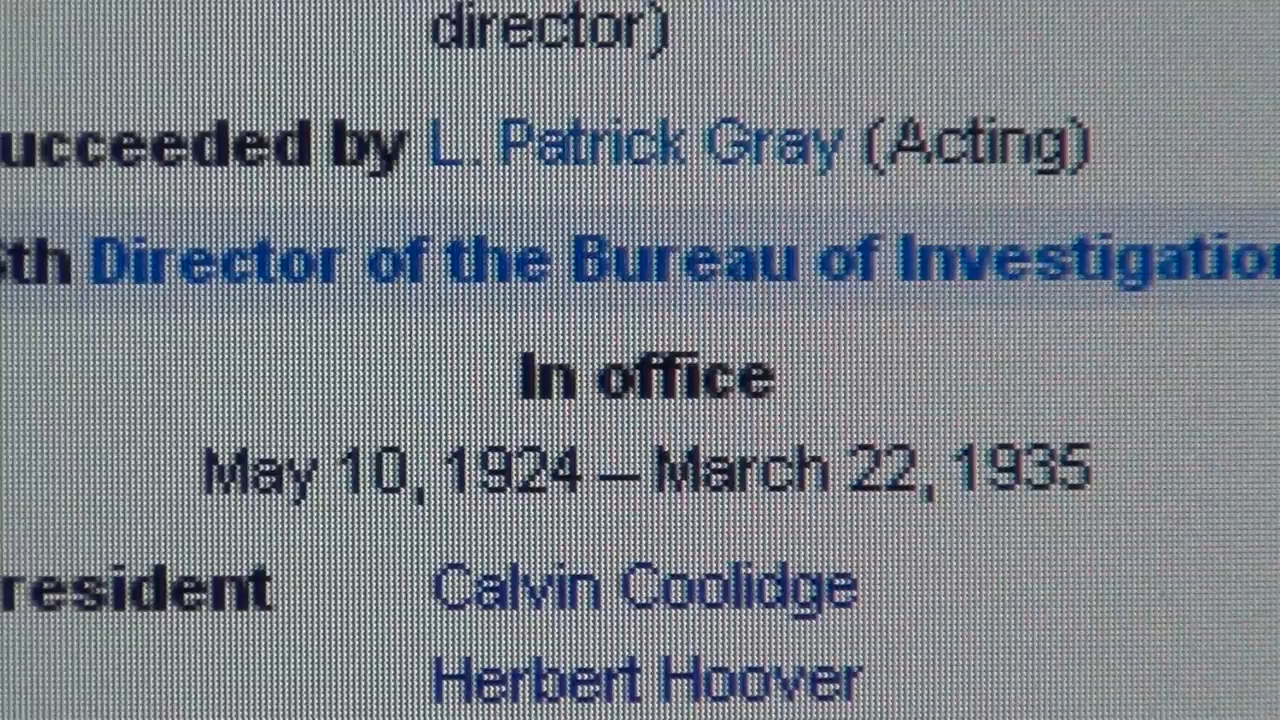 director)
ucceeded by L. Patrick Gray (Acting)
th Director of the Bureau of Investigation
In office
May 10, 1924 – March 22, 1935
resident Calvin Coolidge
Herbert Hoover